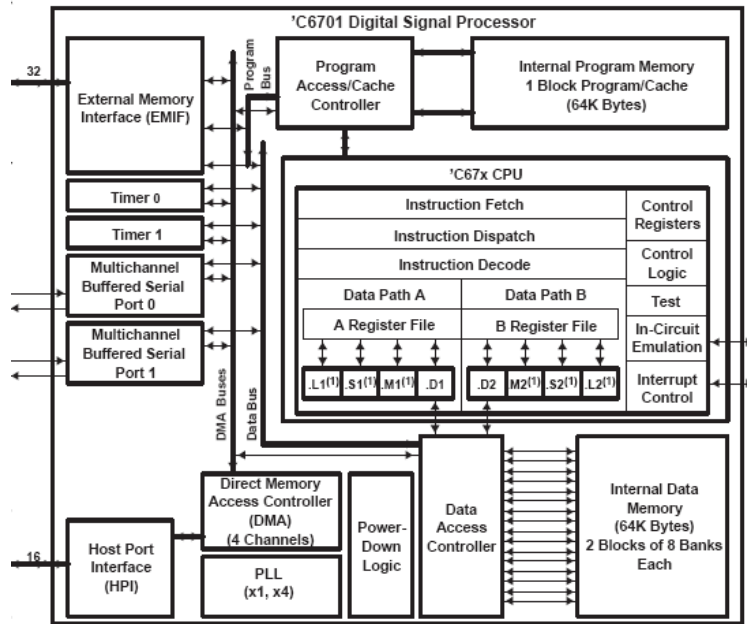 'C6701 Digital Signal Processor
32
External Memory
Interface (EMIF)
Program
Bus
Program
Access/Cache
Controller
Internal Program Memory
1 Block Program/Cache
(64K Bytes)
Timer 0
Timer 1
Multichannel
Buffered Serial
Port 0
Multichannel
Buffered Serial
Port 1
DMA Buses
Data Bus
'C67x CPU
Instruction Fetch
Instruction Dispatch
Instruction Decode
Data Path A
Data Path B
A Register File
B Register File
.L1(1) .S1(1) .M1(1) .D1
.D2 M2(1) .S2(1) .L2(1)
Control
Registers
Control
Logic
Test
In-Circuit
Emulation
Interrupt
Control
Direct Memory
Access Controller
(DMA)
(4 Channels)
Power-
Down
Logic
Data
Access
Controller
Internal Data
Memory
(64K Bytes)
2 Blocks of 8 Banks
Each
16
Host Port
Interface
(HPI)
PLL
(x1, x4)